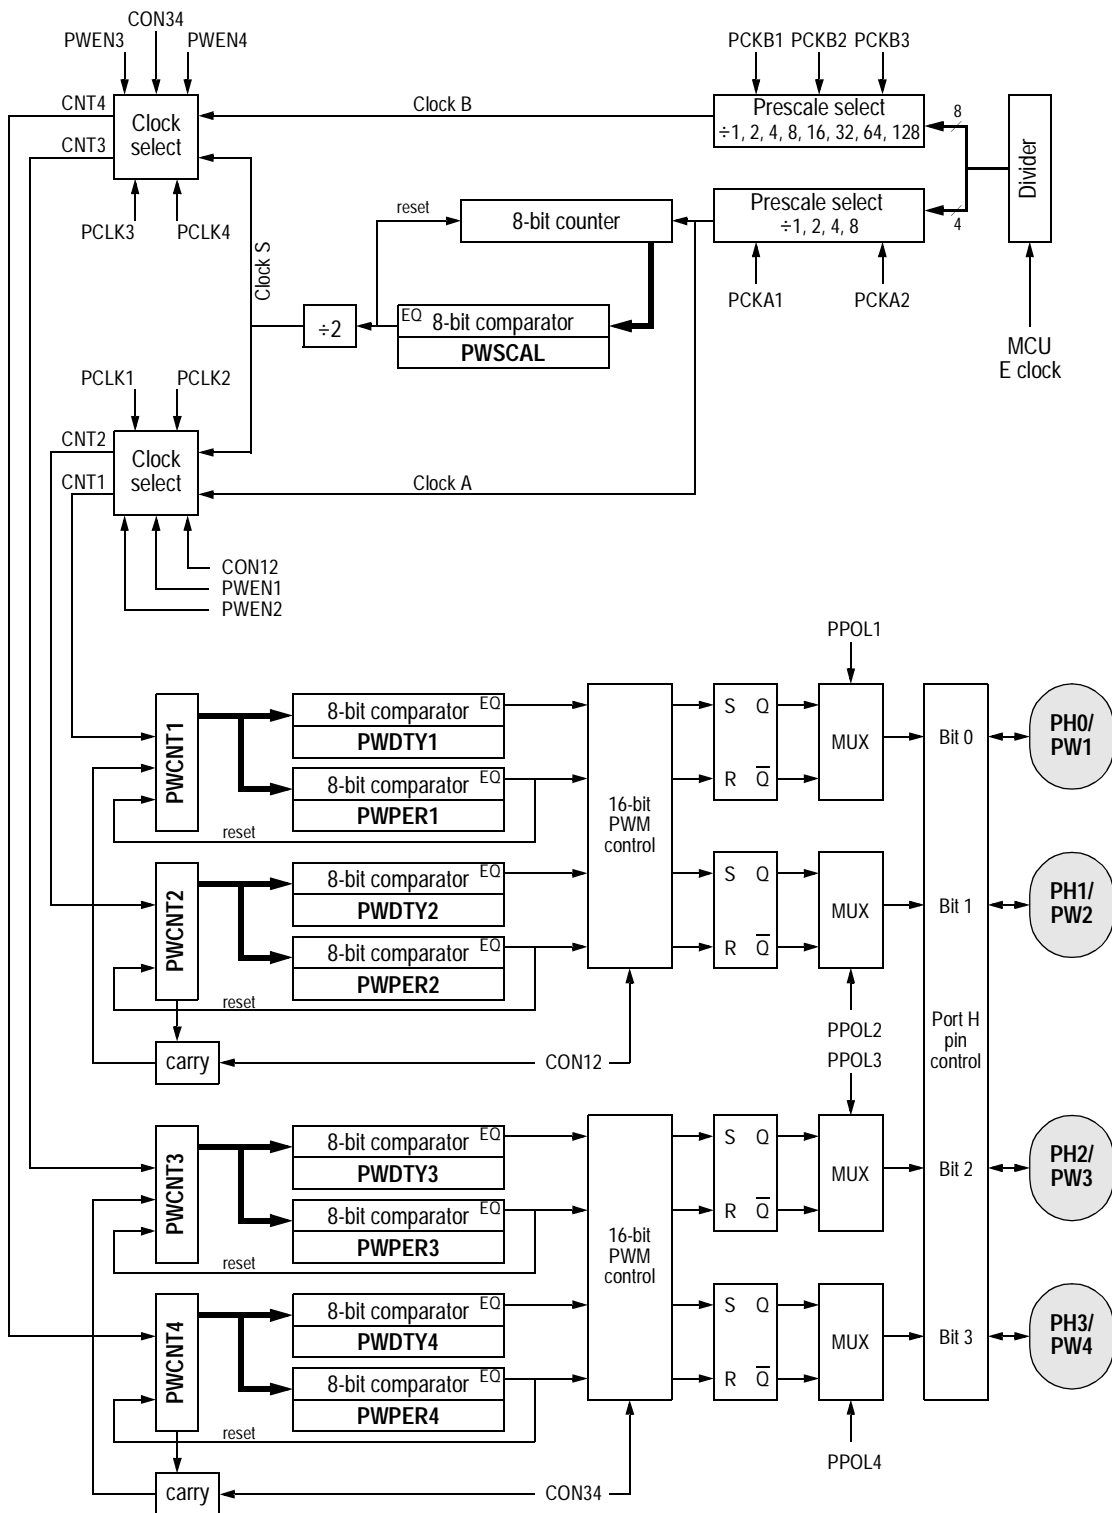 CON34
PWEN3 PWEN4
PCKB1 PCKB2 PCKB3
CNT4
Clock B
Clock
select
CNT3
Prescale select
÷1, 2, 4, 8, 16, 32, 64, 128
8
Divider
PCLK3 PCLK4
reset
8-bit counter
Prescale select
÷1, 2, 4, 8
4
Clock S
PCKA1 PCKA2
÷2
EQ 8-bit comparator
PWSCAL
MCU
E clock
PCLK1 PCLK2
CNT2
Clock
select
CNT1
Clock A
CON12
PWEN1
PWEN2
PPOL1
PWCNT1
8-bit comparator EQ
PWDTY1
8-bit comparator EQ
PWPER1
reset
16-bit
PWM
control
S Q
R Q̅
MUX
Bit 0
PH0/
PW1
PWCNT2
8-bit comparator EQ
PWDTY2
8-bit comparator EQ
PWPER2
reset
S Q
R Q̅
MUX
Bit 1
PH1/
PW2
carry
CON12
PPOL2
PPOL3
Port H
pin
control
PWCNT3
8-bit comparator EQ
PWDTY3
8-bit comparator EQ
PWPER3
reset
16-bit
PWM
control
S Q
R Q̅
MUX
Bit 2
PH2/
PW3
PWCNT4
8-bit comparator EQ
PWDTY4
8-bit comparator EQ
PWPER4
reset
S Q
R Q̅
MUX
Bit 3
PH3/
PW4
PPOL4
carry
CON34